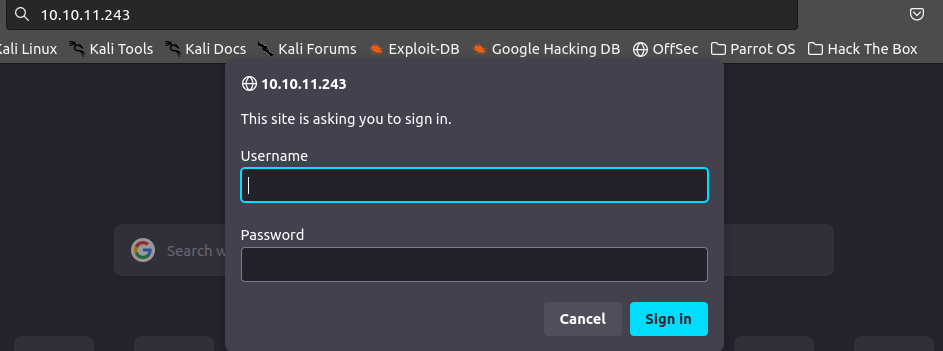 10.10.11.243
Kali Linux Kali Tools Kali Docs Kali Forums Exploit-DB Google Hacking DB OffSec Parrot OS Hack The Box
10.10.11.243
This site is asking you to sign in.
Username
Password
Search w
Cancel Sign in